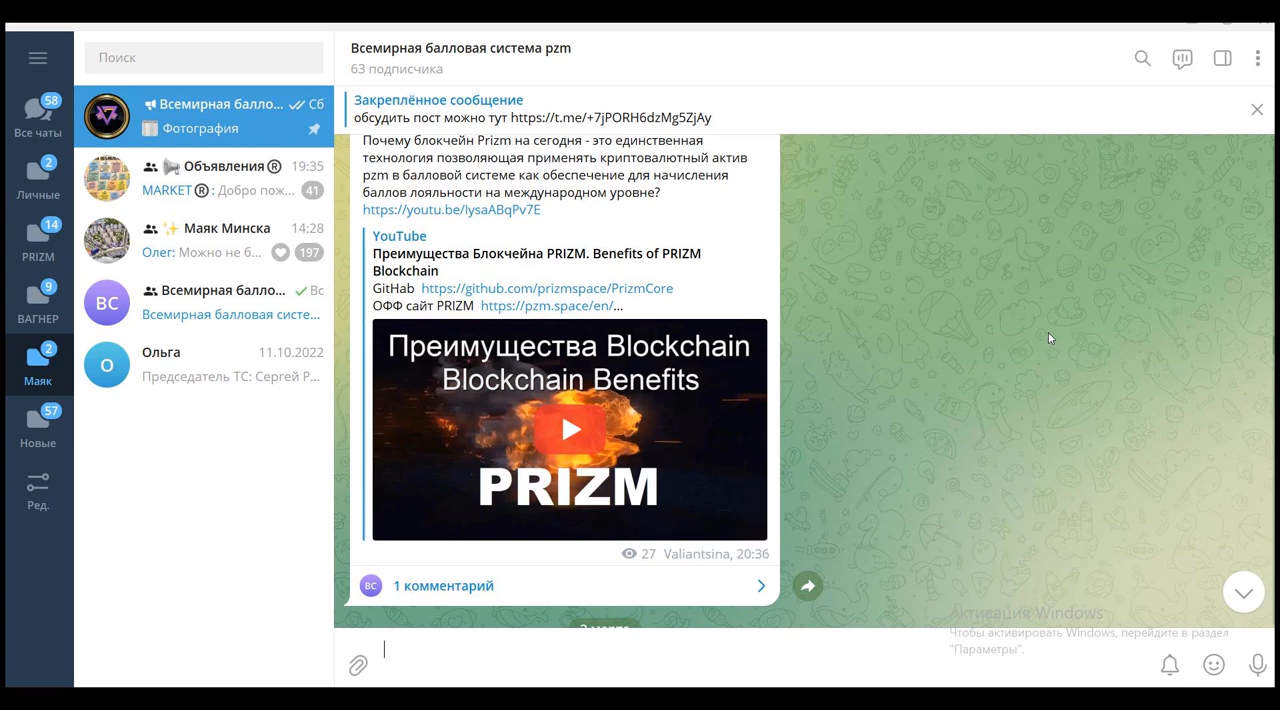 Поиск
58
Все чаты
2
Личные
14
PRIZM
9
ВАГНЕР
2
Маяк
57
Новые
Ред.
Всемирная балло... Сб
Фотография
Объявления® 19:35
MARKET®: Добро пож... 41
Маяк Минска 14:28
Олег: Можно не б... 197
ВС
Всемирная балло... Вс
Всемирная балловая систе...
О
Ольга 11.10.2022
Председатель ТС: Сергей Р...
Всемирная балловая система pzm
63 подписчика
Закреплённое сообщение
обсудить пост можно тут https://t.me/+7jPORH6dzMg5ZjAy
Почему блокчейн Prizm на сегодня - это единственная
технология позволяющая применять криптовалютный актив
pzm в балловой системе как обеспечение для начисления
баллов лояльности на международном уровне?
https://youtu.be/lysaABqPv7E
YouTube
Преимущества Блокчейна PRIZM. Benefits of PRIZM
Blockchain
GitHab https://github.com/prizmspace/PrizmCore
ОФФ сайт PRIZM https://pzm.space/en/...
Преимущества Blockchain
Blockchain Benefits
PRIZM
27 Valiantsina, 20:36
ВС 1 комментарий
Активация Windows
Чтобы активировать Windows, перейдите в раздел
"Параметры".